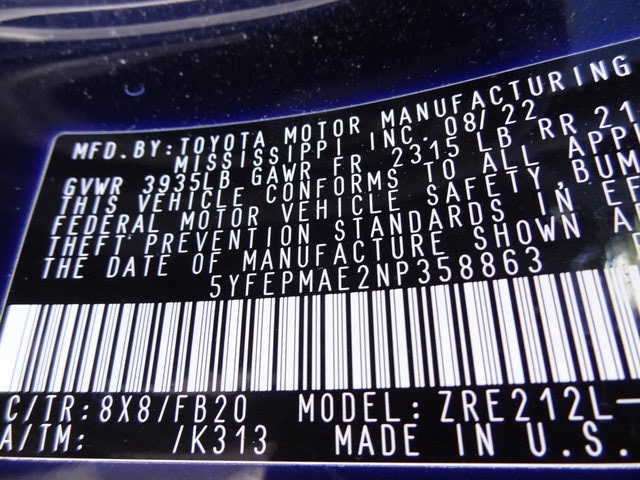 MFD. BY: TOYOTA MOTOR MANUFACTURING
MISSISSIPPI INC. 08/22
GVWR 3935LB GAWR FR 2315 LB RR 21
THIS VEHICLE CONFORMS TO ALL APP
FEDERAL MOTOR VEHICLE SAFETY, BUM
THEFT PREVENTION STANDARDS IN EF
THE DATE OF MANUFACTURE SHOWN A
5YFEPMAE2NP358863
C/TR: 8X8/FB20 MODEL: ZRE212L-
A/TM: /K313 MADE IN U.S.